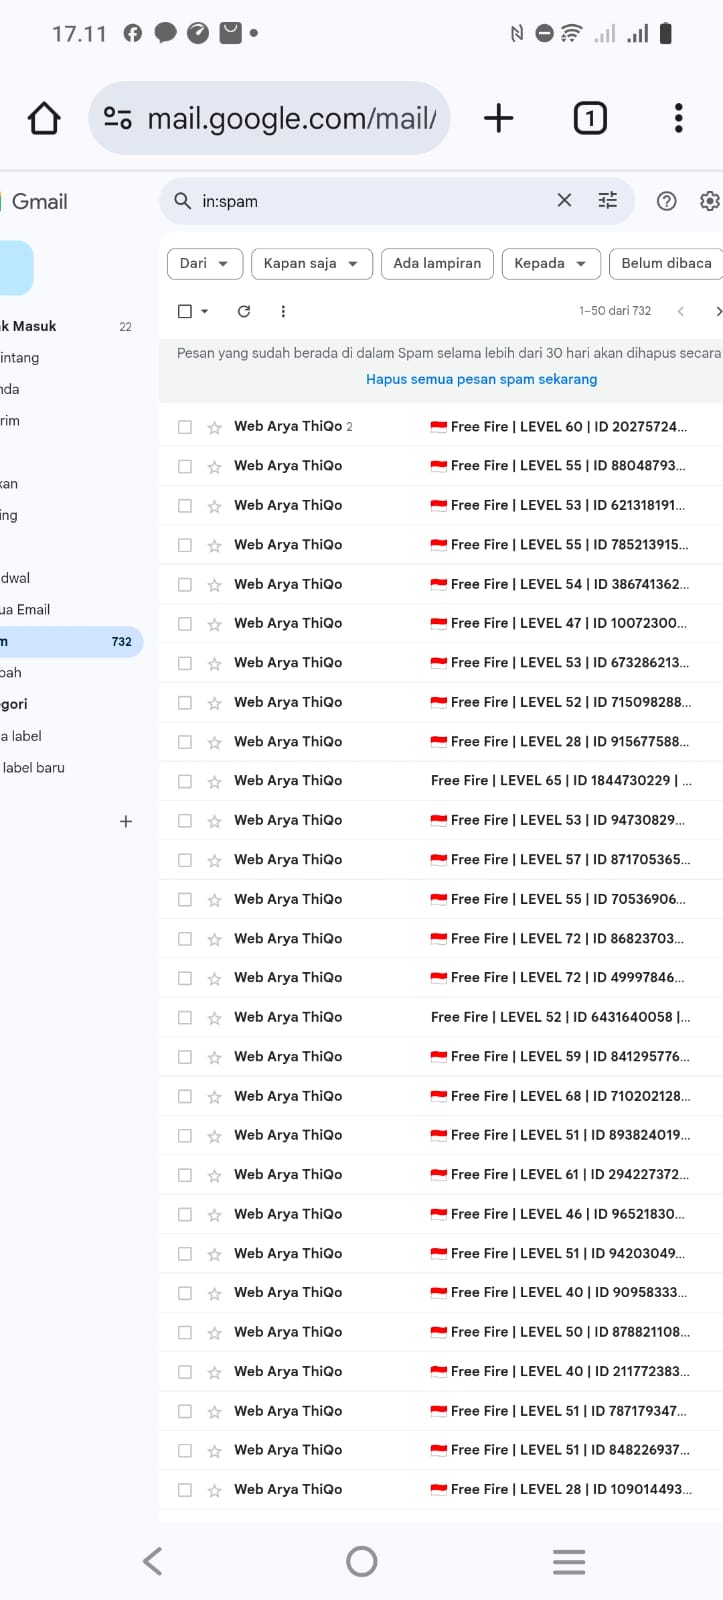 17.11
mail.google.com/mail/
1
Gmail
in:spam
Dari
Kapan saja
Ada lampiran
Kepada
Belum dibaca
1–50 dari 732
k Masuk 22
intang
nda
rim
kan
ing
dwal
ua Email
m 732
pah
gori
a label
label baru
Pesan yang sudah berada di dalam Spam selama lebih dari 30 hari akan dihapus secara
Hapus semua pesan spam sekarang
Web Arya ThiQo 2 🇮🇩 Free Fire | LEVEL 60 | ID 20275724...
Web Arya ThiQo 🇮🇩 Free Fire | LEVEL 55 | ID 88048793...
Web Arya ThiQo 🇮🇩 Free Fire | LEVEL 53 | ID 621318191...
Web Arya ThiQo 🇮🇩 Free Fire | LEVEL 55 | ID 785213915...
Web Arya ThiQo 🇮🇩 Free Fire | LEVEL 54 | ID 386741362...
Web Arya ThiQo 🇮🇩 Free Fire | LEVEL 47 | ID 10072300...
Web Arya ThiQo 🇮🇩 Free Fire | LEVEL 53 | ID 673286213...
Web Arya ThiQo 🇮🇩 Free Fire | LEVEL 52 | ID 715098288...
Web Arya ThiQo 🇮🇩 Free Fire | LEVEL 28 | ID 915677588...
Web Arya ThiQo Free Fire | LEVEL 65 | ID 1844730229 | ...
Web Arya ThiQo 🇮🇩 Free Fire | LEVEL 53 | ID 94730829...
Web Arya ThiQo 🇮🇩 Free Fire | LEVEL 57 | ID 871705365...
Web Arya ThiQo 🇮🇩 Free Fire | LEVEL 55 | ID 70536906...
Web Arya ThiQo 🇮🇩 Free Fire | LEVEL 72 | ID 86823703...
Web Arya ThiQo 🇮🇩 Free Fire | LEVEL 72 | ID 49997846...
Web Arya ThiQo Free Fire | LEVEL 52 | ID 6431640058 |...
Web Arya ThiQo 🇮🇩 Free Fire | LEVEL 59 | ID 841295776...
Web Arya ThiQo 🇮🇩 Free Fire | LEVEL 68 | ID 710202128...
Web Arya ThiQo 🇮🇩 Free Fire | LEVEL 51 | ID 893824019...
Web Arya ThiQo 🇮🇩 Free Fire | LEVEL 61 | ID 294227372...
Web Arya ThiQo 🇮🇩 Free Fire | LEVEL 46 | ID 96521830...
Web Arya ThiQo 🇮🇩 Free Fire | LEVEL 51 | ID 94203049...
Web Arya ThiQo 🇮🇩 Free Fire | LEVEL 40 | ID 90958333...
Web Arya ThiQo 🇮🇩 Free Fire | LEVEL 50 | ID 878821108...
Web Arya ThiQo 🇮🇩 Free Fire | LEVEL 40 | ID 211772383...
Web Arya ThiQo 🇮🇩 Free Fire | LEVEL 51 | ID 787179347...
Web Arya ThiQo 🇮🇩 Free Fire | LEVEL 51 | ID 848226937...
Web Arya ThiQo 🇮🇩 Free Fire | LEVEL 28 | ID 109014493...